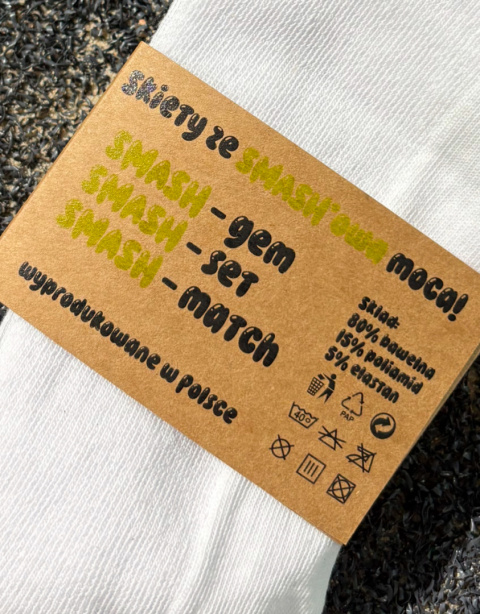 Skiety ze SMASH'ową mocą!
SMASH - gem
SMASH - set
SMASH - match
wyprodukowane w Polsce
Skład:
80% bawełna
15% poliamid
5% elastan
PAP
40°